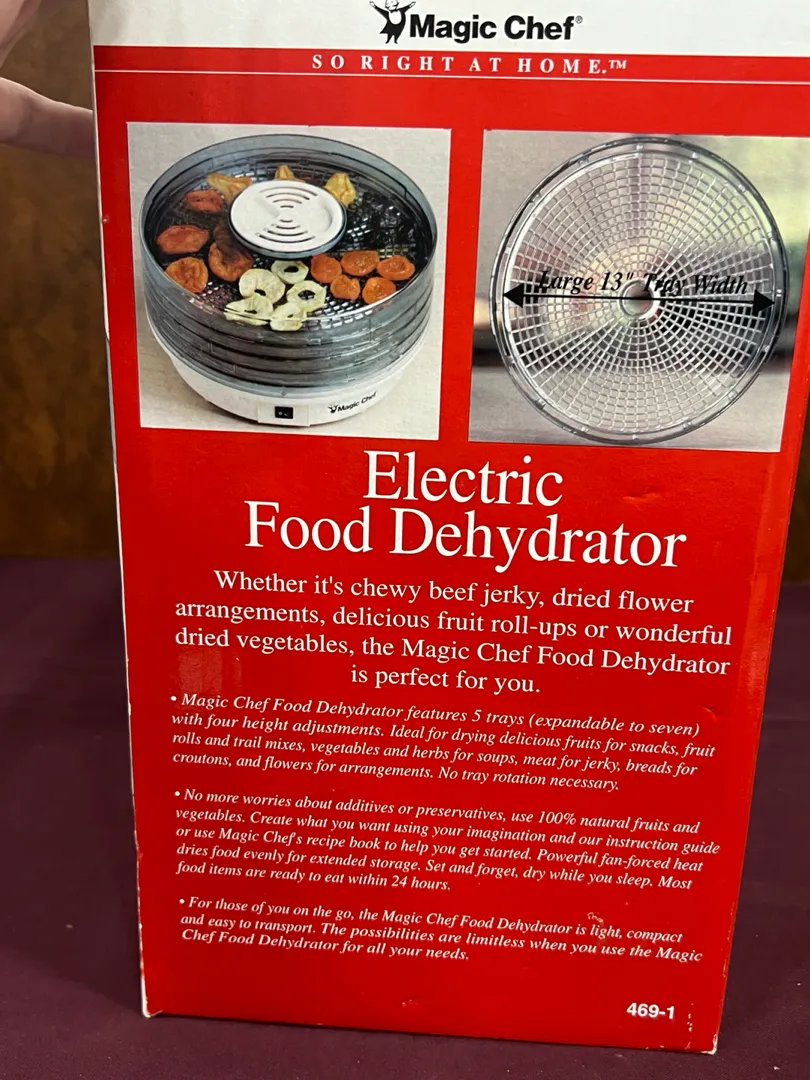 Magic Chef®
SO RIGHT AT HOME.™
Large 13" Tray Width
Magic Chef
Electric
Food Dehydrator
Whether it's chewy beef jerky, dried flower
arrangements, delicious fruit roll-ups or wonderful
dried vegetables, the Magic Chef Food Dehydrator
is perfect for you.
• Magic Chef Food Dehydrator features 5 trays (expandable to seven)
with four height adjustments. Ideal for drying delicious fruits for snacks, fruit
rolls and trail mixes, vegetables and herbs for soups, meat for jerky, breads for
croutons, and flowers for arrangements. No tray rotation necessary.
• No more worries about additives or preservatives, use 100% natural fruits and
vegetables. Create what you want using your imagination and our instruction guide
or use Magic Chef's recipe book to help you get started. Powerful fan-forced heat
dries food evenly for extended storage. Set and forget, dry while you sleep. Most
food items are ready to eat within 24 hours.
• For those of you on the go, the Magic Chef Food Dehydrator is light, compact
and easy to transport. The possibilities are limitless when you use the Magic
Chef Food Dehydrator for all your needs.
469-1